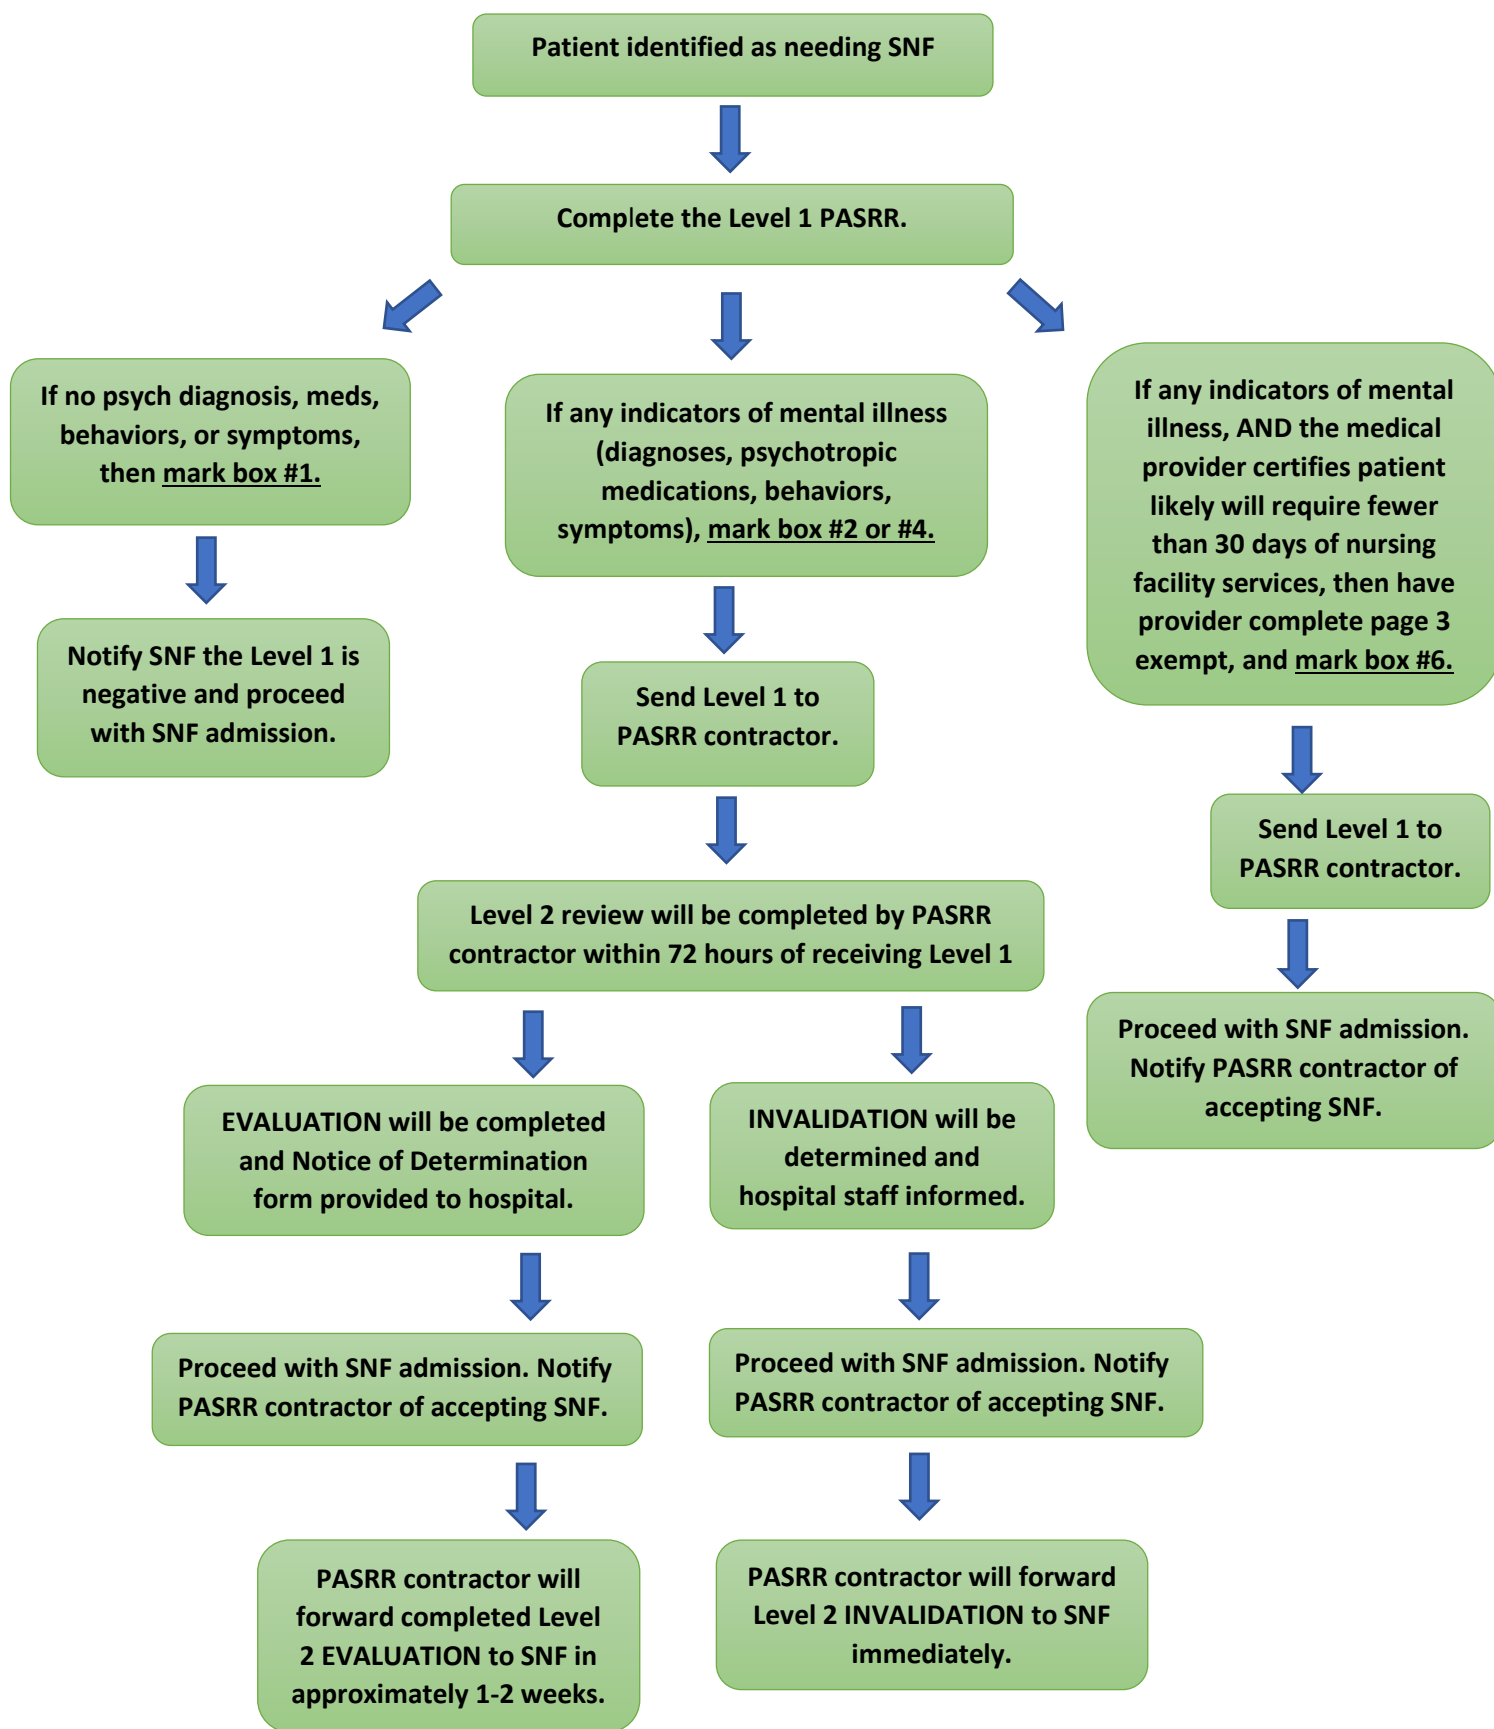 Patient identified as needing SNF
Complete the Level 1 PASRR.
If no psych diagnosis, meds,
behaviors, or symptoms,
then mark box #1.
Notify SNF the Level 1 is
negative and proceed
with SNF admission.
If any indicators of mental illness
(diagnoses, psychotropic
medications, behaviors,
symptoms), mark box #2 or #4.
Send Level 1 to
PASRR contractor.
Level 2 review will be completed by PASRR
contractor within 72 hours of receiving Level 1
EVALUATION will be completed
and Notice of Determination
form provided to hospital.
Proceed with SNF admission. Notify
PASRR contractor of accepting SNF.
PASRR contractor will
forward completed Level
2 EVALUATION to SNF in
approximately 1-2 weeks.
INVALIDATION will be
determined and
hospital staff informed.
Proceed with SNF admission. Notify
PASRR contractor of accepting SNF.
PASRR contractor will forward
Level 2 INVALIDATION to SNF
immediately.
If any indicators of mental
illness, AND the medical
provider certifies patient
likely will require fewer
than 30 days of nursing
facility services, then have
provider complete page 3
exempt, and mark box #6.
Send Level 1 to
PASRR contractor.
Proceed with SNF admission.
Notify PASRR contractor of
accepting SNF.